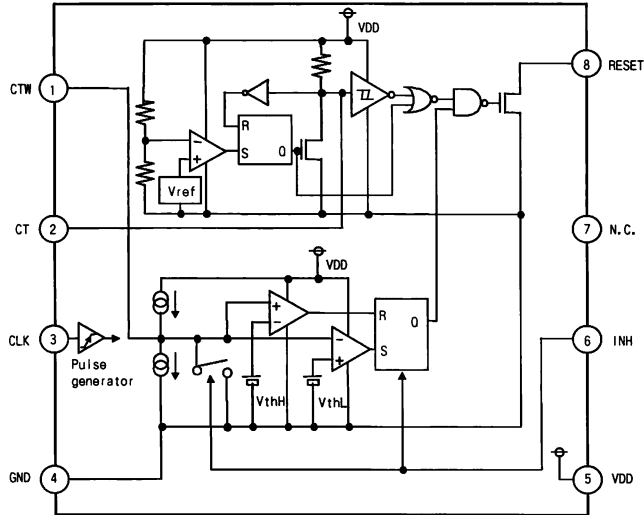 VDD
CTW 1
8 RESET
R
S Q
Vref
CT 2
7 N.C.
VDD
CLK 3
Pulse
generator
R Q
S
6 INH
VthH
VthL
GND 4
5 VDD